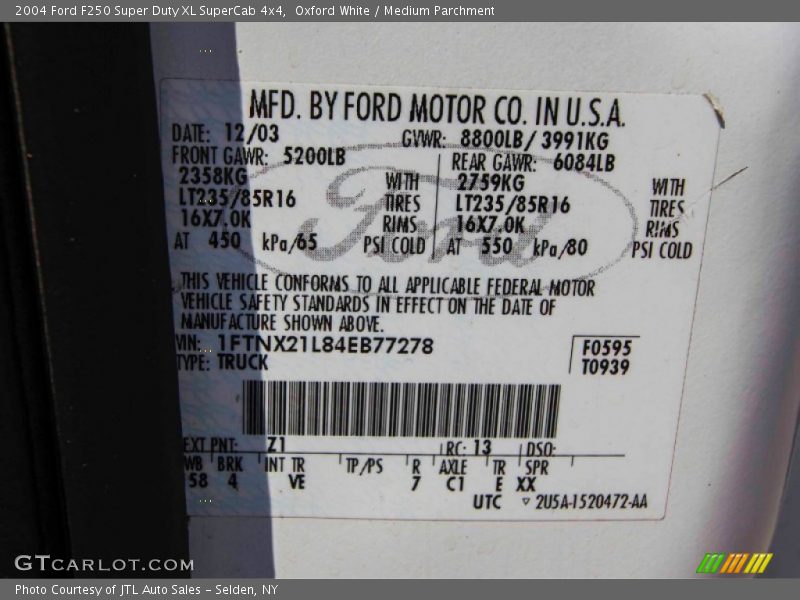 2004 Ford F250 Super Duty XL SuperCab 4x4, Oxford White / Medium Parchment
MFD. BY FORD MOTOR CO. IN U.S.A.
DATE: 12/03 GVWR: 8800LB/ 3991KG
FRONT GAWR: 5200LB REAR GAWR: 6084LB
2358KG WITH 2759KG WITH
LT235/85R16 TIRES LT235/85R16 TIRES
16X7.0K RIMS 16X7.0K RIMS
AT 450 kPa/65 PSI COLD AT 550 kPa/80 PSI COLD
Ford
THIS VEHICLE CONFORMS TO ALL APPLICABLE FEDERAL MOTOR
VEHICLE SAFETY STANDARDS IN EFFECT ON THE DATE OF
MANUFACTURE SHOWN ABOVE.
VIN: 1FTNX21L84EB77278 F0595
TYPE: TRUCK T0939
EXT PNT: Z1 RC: 13 DSO:
WB BRK INT TR TP/PS R AXLE TR SPR
58 4 VE 7 C1 E XX
UTC ▽ 2U5A-1520472-AA
GTCARLOT.COM
Photo Courtesy of JTL Auto Sales - Selden, NY